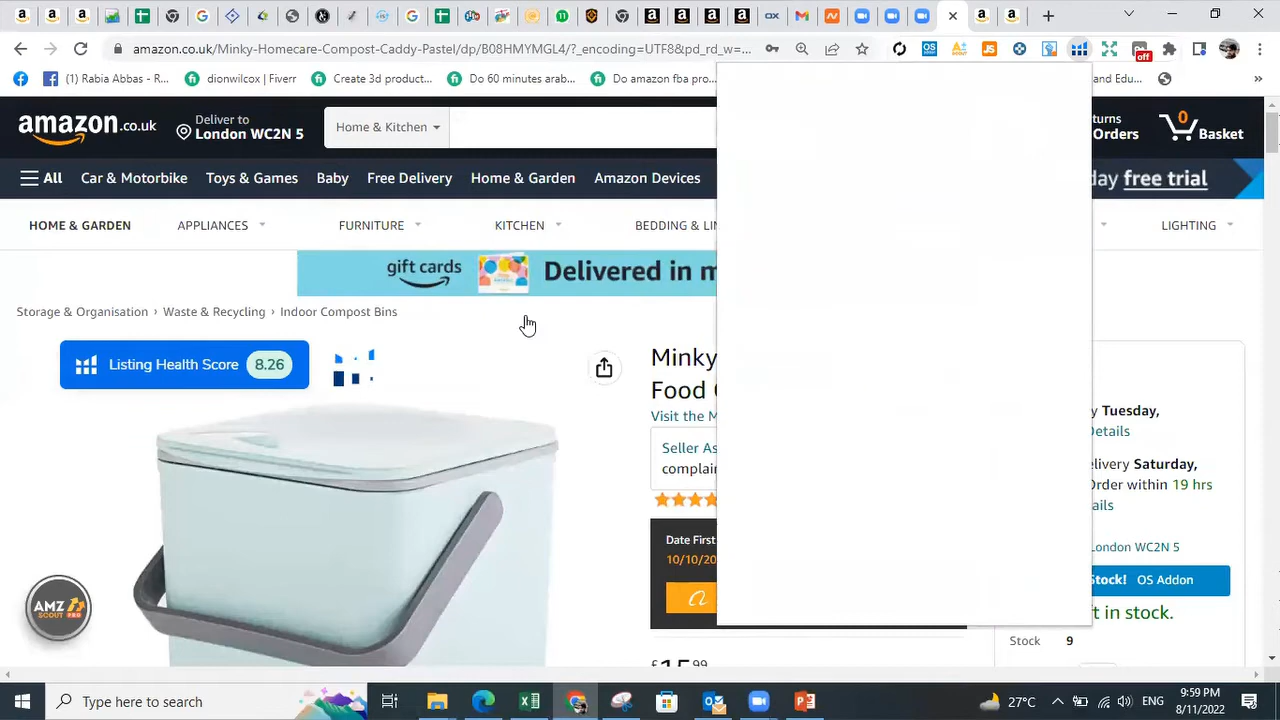 amazon.co.uk/Minky-Homecare-Compost-Caddy-Pastel/dp/B08HMYMGL4/?_encoding=UTF8&pd_rd_w=...
off
(1) Rabia Abbas - R...
dionwilcox | Fiverr
Create 3d product...
Do 60 minutes arab...
Do amazon fba pro...
and Edu...
»
amazon.co.uk
Deliver to
London WC2N 5
Home & Kitchen
turns
Orders
0
Basket
All
Car & Motorbike
Toys & Games
Baby
Free Delivery
Home & Garden
Amazon Devices
day free trial
HOME & GARDEN
APPLIANCES
FURNITURE
KITCHEN
BEDDING & LIN
LIGHTING
gift cards
Delivered in m
Storage & Organisation › Waste & Recycling › Indoor Compost Bins
Listing Health Score 8.26
Minky
Food
Visit the M
Seller As
complain
Date First
10/10/20
£15.99
y Tuesday,
Details
elivery Saturday,
Order within 19 hrs
ails
London WC2N 5
Stock! OS Addon
ft in stock.
Stock 9
AMZ
SCOUT PRO
Type here to search
27°C
ENG
9:59 PM
8/11/2022